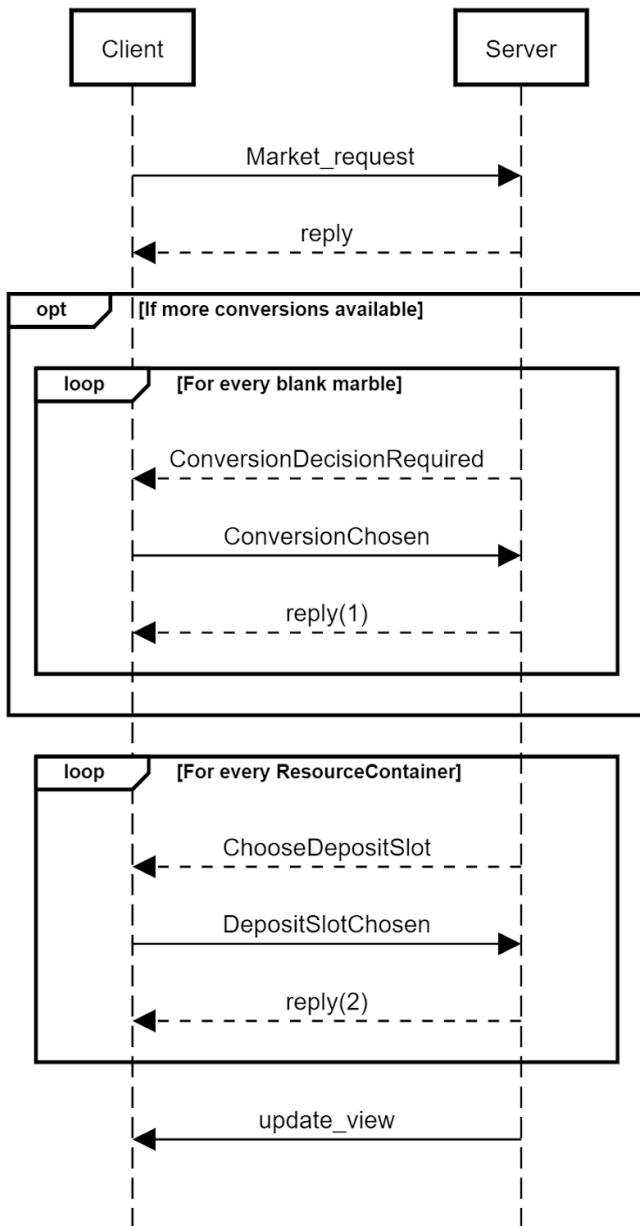 Client
Server
Market_request
reply
opt
[If more conversions available]
loop
[For every blank marble]
ConversionDecisionRequired
ConversionChosen
reply(1)
loop
[For every ResourceContainer]
ChooseDepositSlot
DepositSlotChosen
reply(2)
update_view